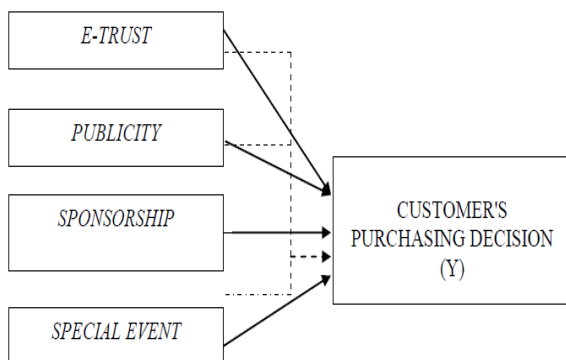 E-TRUST
PUBLICITY
SPONSORSHIP
CUSTOMER'S
PURCHASING DECISION
(Y)
SPECIAL EVENT